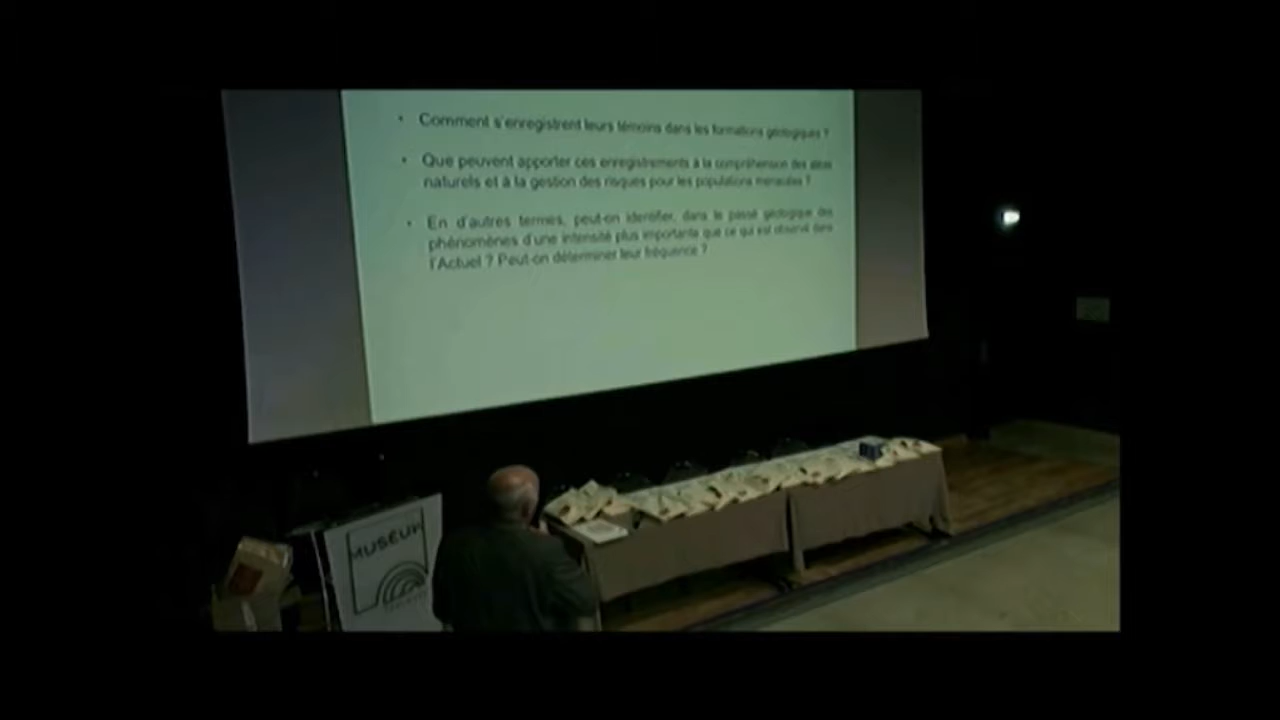 • Comment s'enregistrent leurs témoins dans les formations géologiques ?
• Que peuvent apporter ces enregistrements à la compréhension des aléas
naturels et à la gestion des risques pour les populations menacées ?
• En d'autres termes, peut-on identifier, dans le passé géologique des
phénomènes d'une intensité plus importante que ce qui est observé dans
l'Actuel ? Peut-on déterminer leur fréquence ?
MUSÉUM